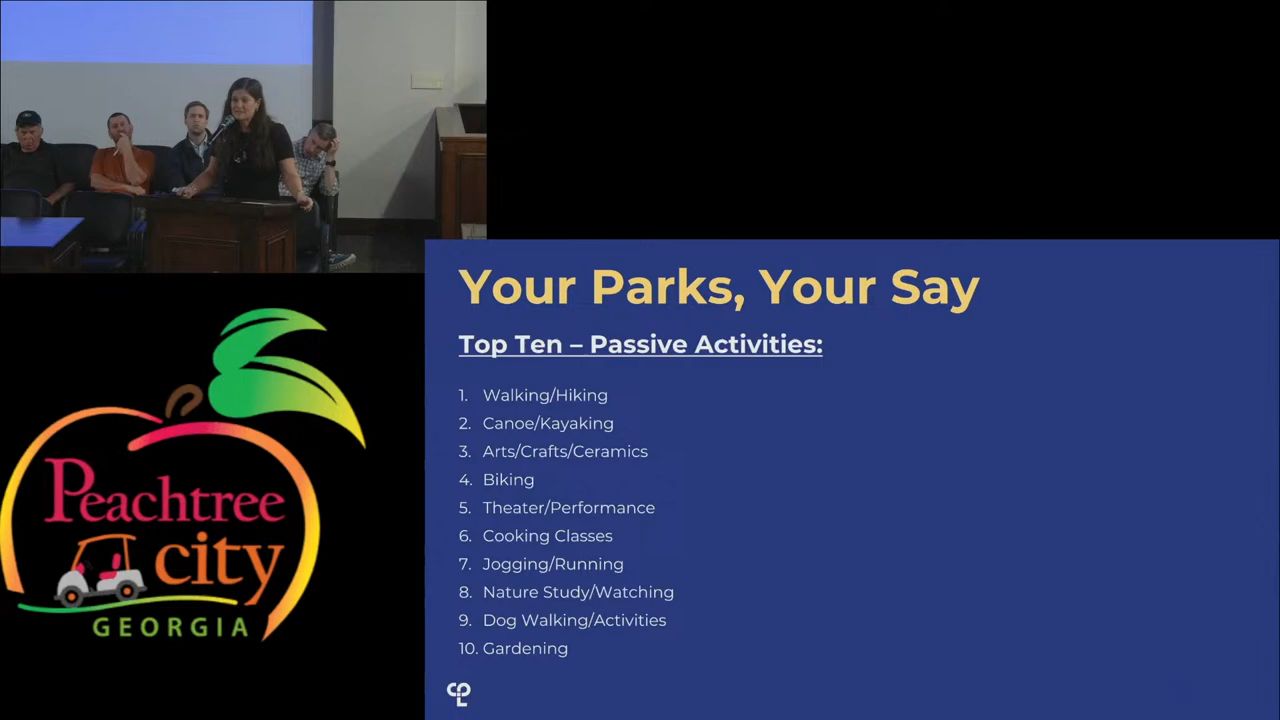 Your Parks, Your Say
Top Ten – Passive Activities:
1. Walking/Hiking
2. Canoe/Kayaking
3. Arts/Crafts/Ceramics
4. Biking
5. Theater/Performance
6. Cooking Classes
7. Jogging/Running
8. Nature Study/Watching
9. Dog Walking/Activities
10. Gardening
Peachtree
city
GEORGIA
CPL